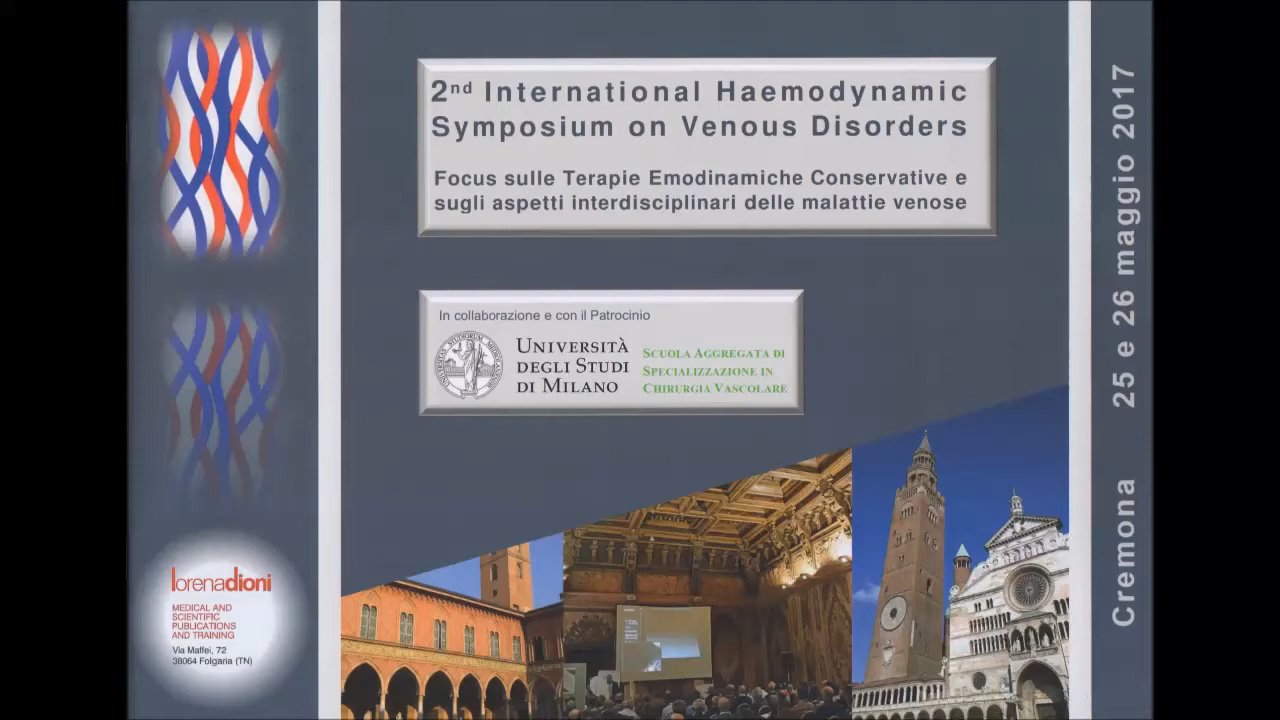 2nd International Haemodynamic
Symposium on Venous Disorders
Focus sulle Terapie Emodinamiche Conservative e
sugli aspetti interdisciplinari delle malattie venose
In collaborazione e con il Patrocinio
UNIVERSITÀ
DEGLI STUDI
DI MILANO
SCUOLA AGGREGATA DI
SPECIALIZZAZIONE IN
CHIRURGIA VASCOLARE
Cremona 25 e 26 maggio 2017
lorenadioni
MEDICAL AND
SCIENTIFIC
PUBLICATIONS
AND TRAINING
Via Maffei, 72
38064 Folgaria (TN)